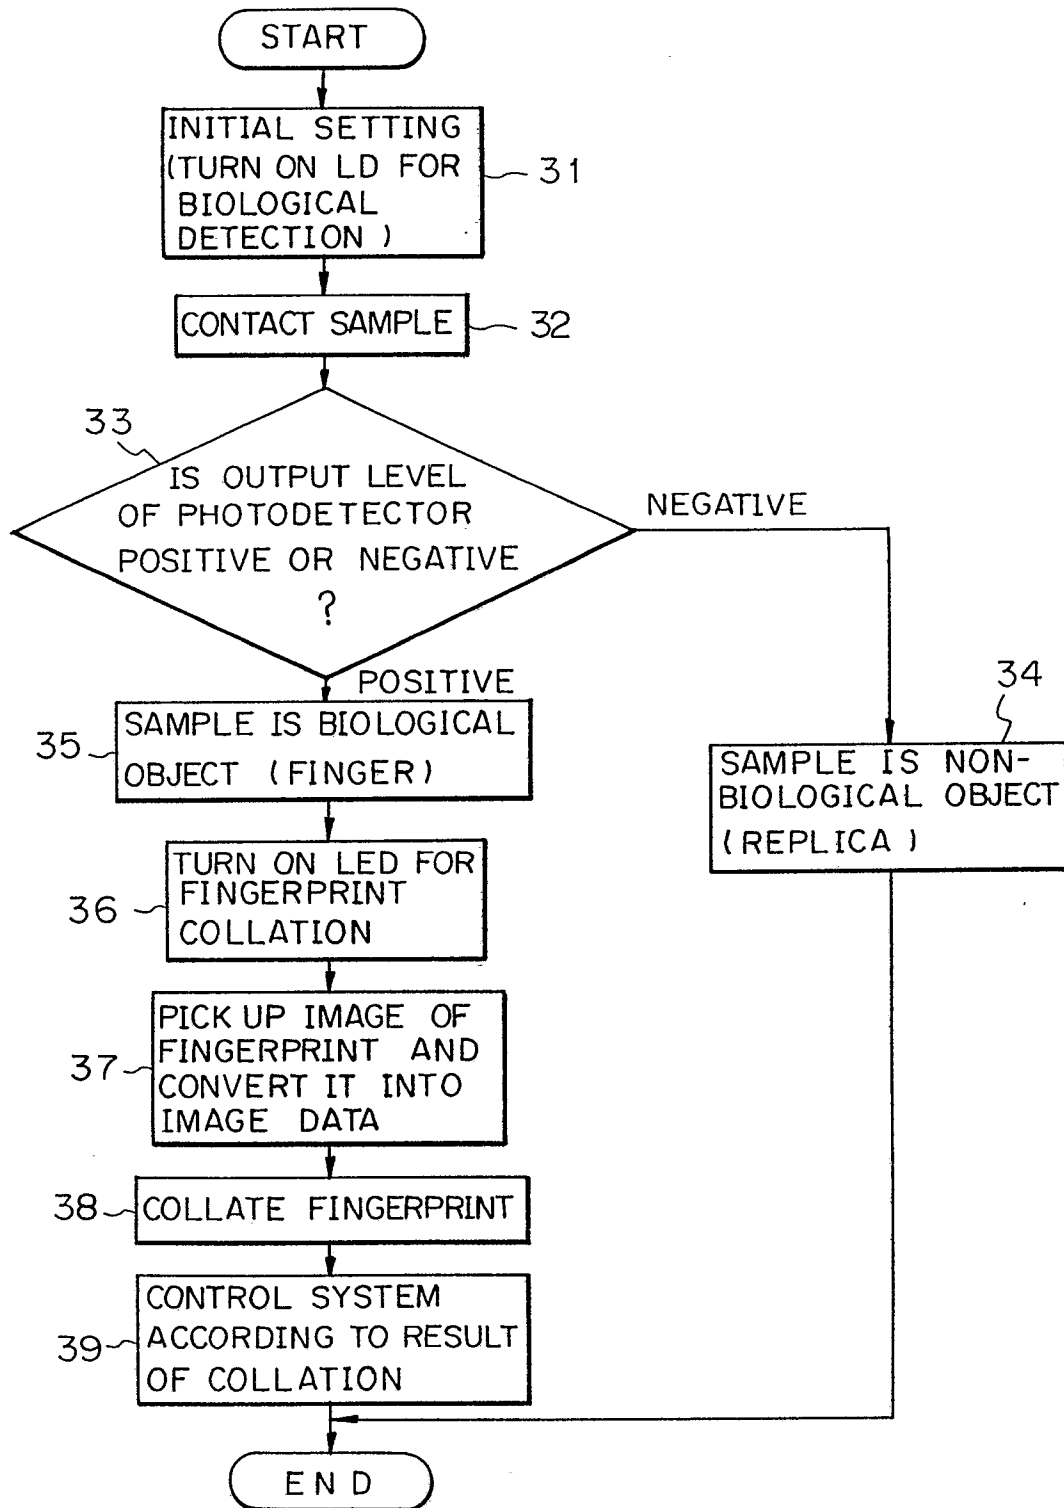 START
INITIAL SETTING
(TURN ON LD FOR
BIOLOGICAL
DETECTION)
31
CONTACT SAMPLE
32
33
IS OUTPUT LEVEL
OF PHOTODETECTOR
POSITIVE OR NEGATIVE
?
NEGATIVE
POSITIVE
34
SAMPLE IS NON-
BIOLOGICAL OBJECT
(REPLICA)
35
SAMPLE IS BIOLOGICAL
OBJECT (FINGER)
36
TURN ON LED FOR
FINGERPRINT
COLLATION
37
PICK UP IMAGE OF
FINGERPRINT AND
CONVERT IT INTO
IMAGE DATA
38
COLLATE FINGERPRINT
39
CONTROL SYSTEM
ACCORDING TO RESULT
OF COLLATION
END